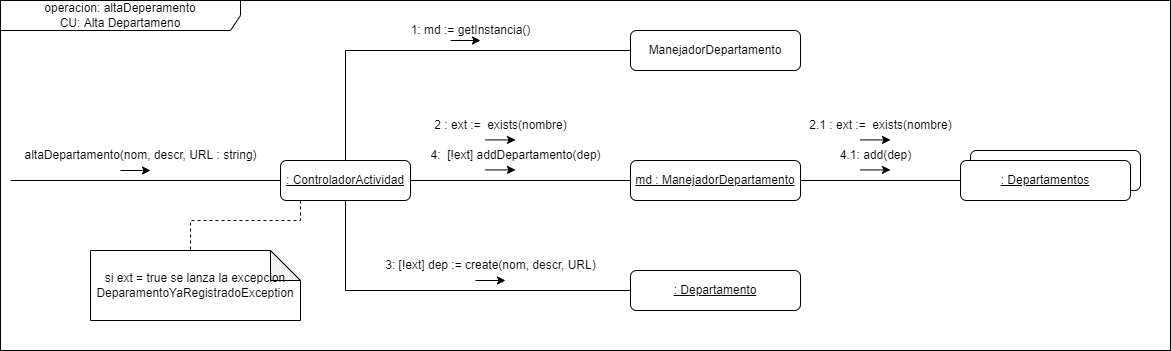 operacion: altaDeperamento
CU: Alta Departameno
1: md := getInstancia()
ManejadorDepartamento
2 : ext :=  exists(nombre)
2.1 : ext :=  exists(nombre)
altaDepartamento(nom, descr, URL : string)
4:  [!ext] addDepartamento(dep)
4.1: add(dep)
: ControladorActividad
md : ManejadorDepartamento
: Departamentos
3: [!ext] dep := create(nom, descr, URL)
si ext = true se lanza la excepcion
DeparamentoYaRegistradoException
: Departamento